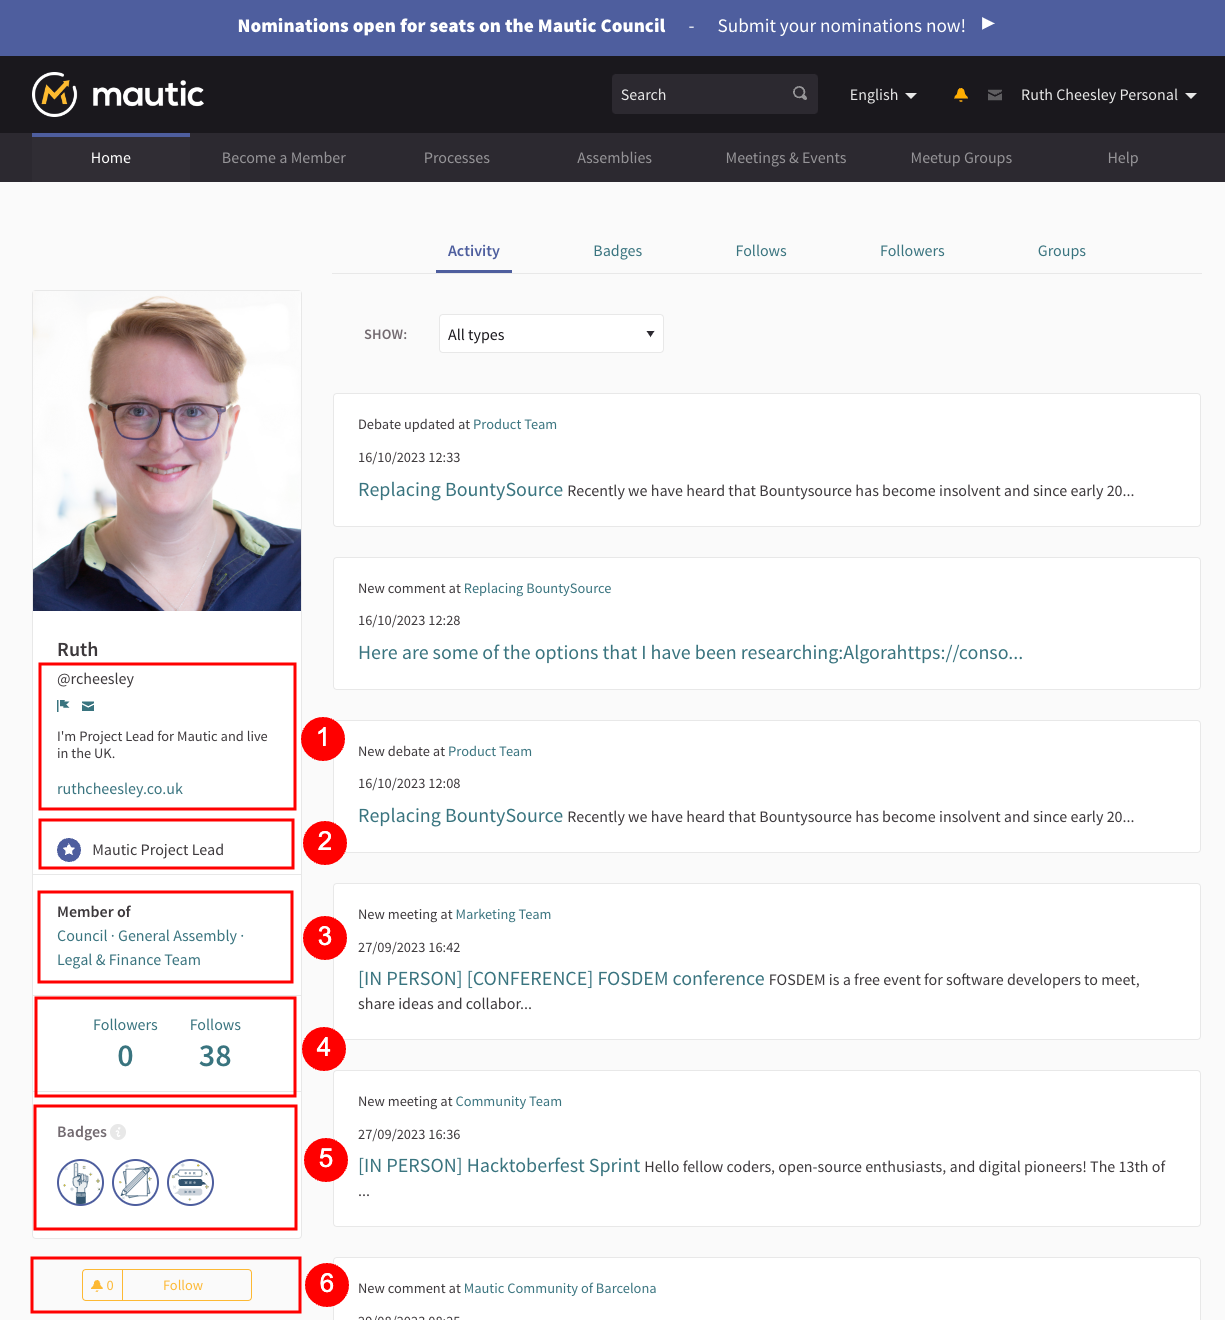 Nominations open for seats on the Mautic Council - Submit your nominations now!
mautic
Search
English
Ruth Cheesley Personal
Home
Become a Member
Processes
Assemblies
Meetings & Events
Meetup Groups
Help
Activity
Badges
Follows
Followers
Groups
SHOW:
All types
Ruth
@rcheesley
I'm Project Lead for Mautic and live
in the UK.
ruthcheesley.co.uk
1
Mautic Project Lead
2
Member of
Council · General Assembly ·
Legal & Finance Team
3
Followers
0
Follows
38
4
Badges
5
0
Follow
6
Debate updated at Product Team
16/10/2023 12:33
Replacing BountySource Recently we have heard that Bountysource has become insolvent and since early 20...
New comment at Replacing BountySource
16/10/2023 12:28
Here are some of the options that I have been researching:Algorahttps://conso...
New debate at Product Team
16/10/2023 12:08
Replacing BountySource Recently we have heard that Bountysource has become insolvent and since early 20...
New meeting at Marketing Team
27/09/2023 16:42
[IN PERSON] [CONFERENCE] FOSDEM conference FOSDEM is a free event for software developers to meet,
share ideas and collabor...
New meeting at Community Team
27/09/2023 16:36
[IN PERSON] Hacktoberfest Sprint Hello fellow coders, open-source enthusiasts, and digital pioneers! The 13th of
...
New comment at Mautic Community of Barcelona